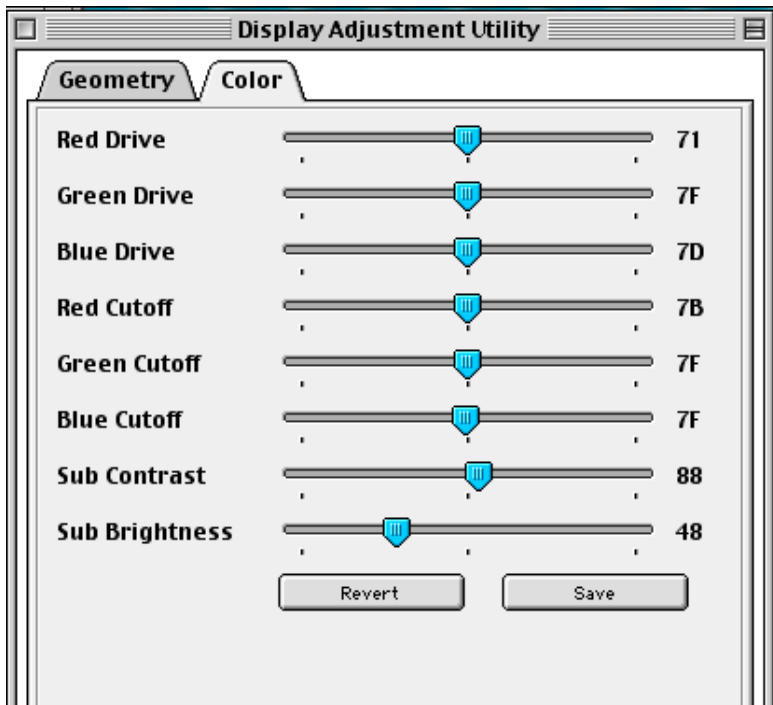 Display Adjustment Utility
Geometry Color
Red Drive 71
Green Drive 7F
Blue Drive 7D
Red Cutoff 7B
Green Cutoff 7F
Blue Cutoff 7F
Sub Contrast 88
Sub Brightness 48
Revert Save